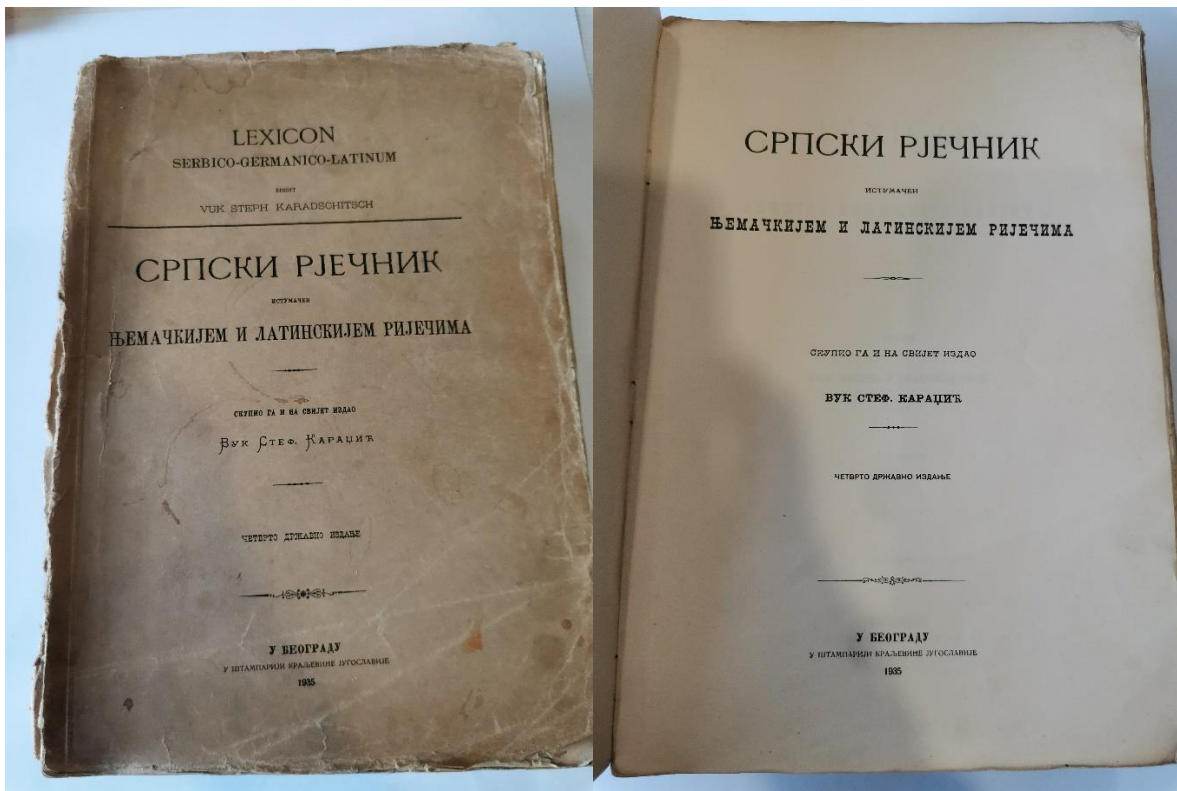 LEXICON
SERBICO-GERMANICO-LATINUM
EDIDIT
VUK STEPH KARADSCHITSCH
СРПСКИ РЈЕЧНИК
ИСТУМАЧЕН
ЊЕМАЧКИЈЕМ И ЛАТИНСКИЈЕМ РИЈЕЧИМА
СКУПИО ГА И НА СВИЈЕТ ИЗДАО
ВУК СТЕФ. КАРАЏИЋ
ЧЕТВРТО ДРЖАВНО ИЗДАЊЕ
У БЕОГРАДУ
У ШТАМПАРИЈИ КРАЉЕВИНЕ ЈУГОСЛАВИЈЕ
1935
СРПСКИ РЈЕЧНИК
ИСТУМАЧЕН
ЊЕМАЧКИЈЕМ И ЛАТИНСКИЈЕМ РИЈЕЧИМА
СКУПИО ГА И НА СВИЈЕТ ИЗДАО
ВУК СТЕФ. КАРАЏИЋ
ЧЕТВРТО ДРЖАВНО ИЗДАЊЕ
У БЕОГРАДУ
У ШТАМПАРИЈИ КРАЉЕВИНЕ ЈУГОСЛАВИЈЕ
1935